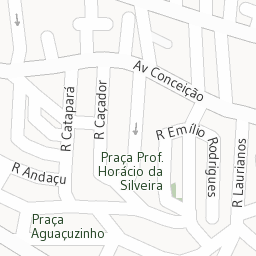 Av Conceição
R Catapará
R Caçador
R Emílio
Rodrigues
R Laurianos
Praça Prof.
Horácio da
Silveira
R Andaçu
Praça
Aguaçuzinho